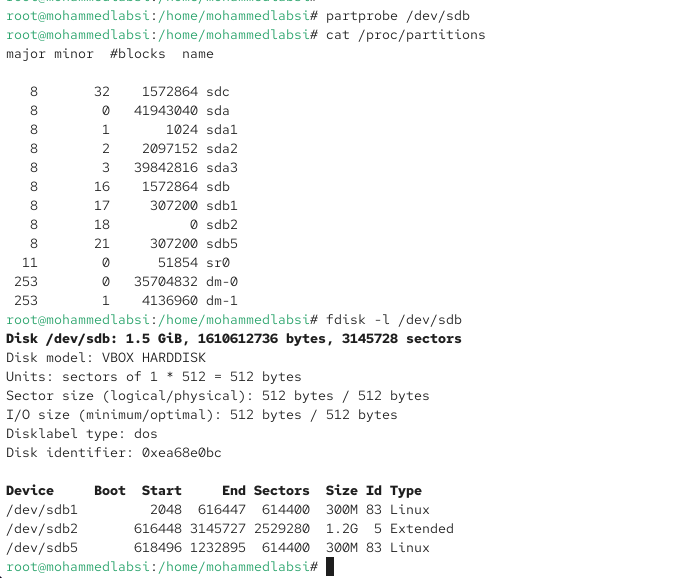 root@mohammedlabsi:/home/mohammedlabsi# partprobe /dev/sdb
root@mohammedlabsi:/home/mohammedlabsi# cat /proc/partitions
major minor  #blocks  name

   8       32    1572864 sdc
   8        0   41943040 sda
   8        1       1024 sda1
   8        2    2097152 sda2
   8        3   39842816 sda3
   8       16    1572864 sdb
   8       17     307200 sdb1
   8       18          0 sdb2
   8       21     307200 sdb5
  11        0      51854 sr0
 253        0   35704832 dm-0
 253        1    4136960 dm-1
root@mohammedlabsi:/home/mohammedlabsi# fdisk -l /dev/sdb
Disk /dev/sdb: 1.5 GiB, 1610612736 bytes, 3145728 sectors
Disk model: VBOX HARDDISK
Units: sectors of 1 * 512 = 512 bytes
Sector size (logical/physical): 512 bytes / 512 bytes
I/O size (minimum/optimal): 512 bytes / 512 bytes
Disklabel type: dos
Disk identifier: 0xea68e0bc

Device     Boot  Start     End Sectors  Size Id Type
/dev/sdb1         2048  616447  614400  300M 83 Linux
/dev/sdb2       616448 3145727 2529280  1.2G  5 Extended
/dev/sdb5       618496 1232895  614400  300M 83 Linux
root@mohammedlabsi:/home/mohammedlabsi#